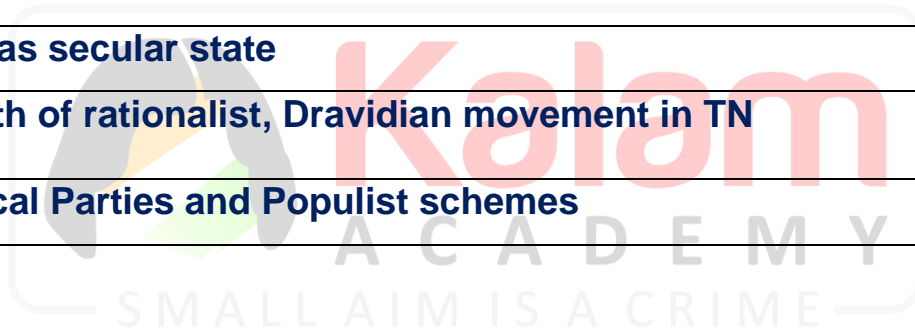 as secular state
th of rationalist, Dravidian movement in TN
cal Parties and Populist schemes
Kalam
ACADEMY
SMALL AIM IS A CRIME